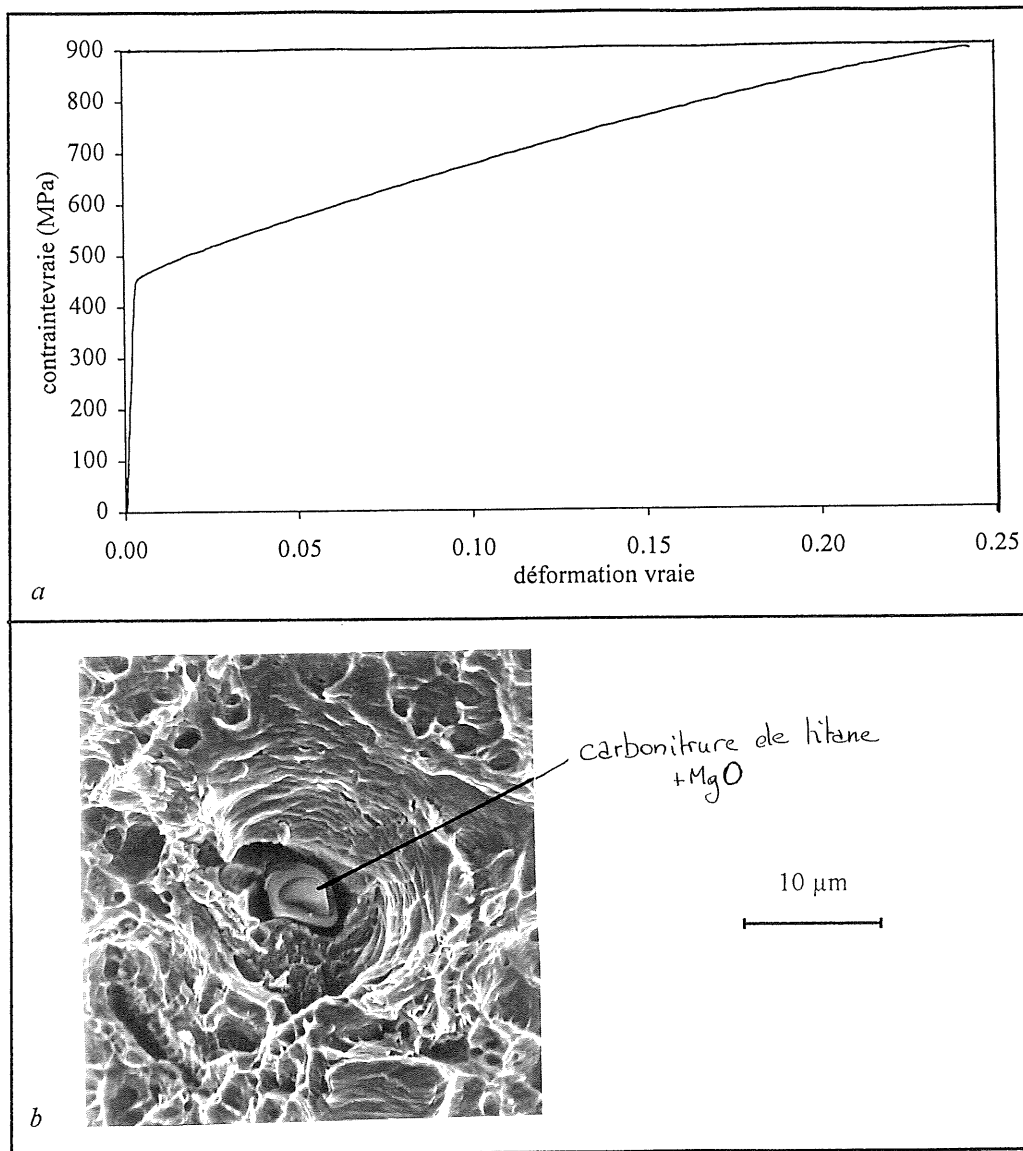 900
800
700
600
500
400
300
200
100
0
contraintevraie (MPa)
0.00 0.05 0.10 0.15 0.20 0.25
déformation vraie
a
carbonitrure de titane
+MgO
10 µm
b